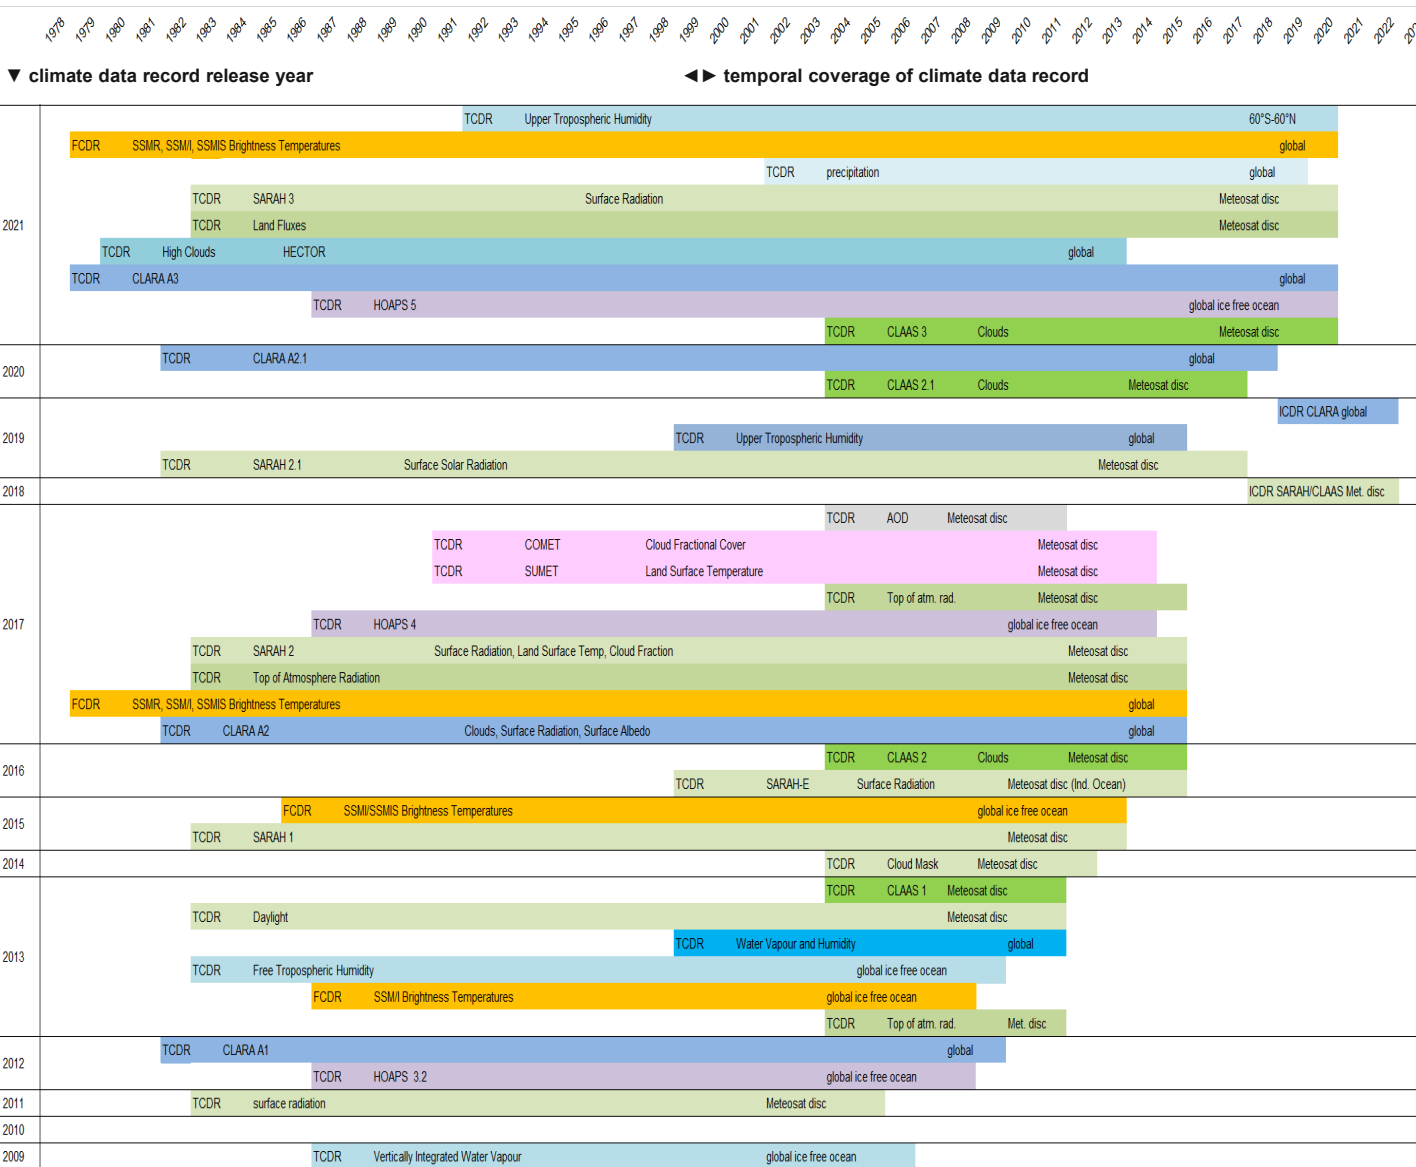 1978 1979 1980 1981 1982 1983 1984 1985 1986 1987 1988 1989 1990 1991 1992 1993 1994 1995 1996 1997 1998 1999 2000 2001 2002 2003 2004 2005 2006 2007 2008 2009 2010 2011 2012 2013 2014 2015 2016 2017 2018 2019 2020 2021 2022
▼ climate data record release year ◄► temporal coverage of climate data record
TCDR Upper Tropospheric Humidity 60°S-60°N
FCDR SSMR, SSM/I, SSMIS Brightness Temperatures global
TCDR precipitation global
TCDR SARAH 3 Surface Radiation Meteosat disc
2021 TCDR Land Fluxes Meteosat disc
TCDR High Clouds HECTOR global
TCDR CLARA A3 global
TCDR HOAPS 5 global ice free ocean
TCDR CLAAS 3 Clouds Meteosat disc
2020 TCDR CLARA A2.1 global
TCDR CLAAS 2.1 Clouds Meteosat disc
ICDR CLARA global
2019 TCDR Upper Tropospheric Humidity global
TCDR SARAH 2.1 Surface Solar Radiation Meteosat disc
2018 ICDR SARAH/CLAAS Met. disc
TCDR AOD Meteosat disc
TCDR COMET Cloud Fractional Cover Meteosat disc
TCDR SUMET Land Surface Temperature Meteosat disc
TCDR Top of atm. rad. Meteosat disc
2017 TCDR HOAPS 4 global ice free ocean
TCDR SARAH 2 Surface Radiation, Land Surface Temp, Cloud Fraction Meteosat disc
TCDR Top of Atmosphere Radiation Meteosat disc
FCDR SSMR, SSM/I, SSMIS Brightness Temperatures global
TCDR CLARA A2 Clouds, Surface Radiation, Surface Albedo global
2016 TCDR CLAAS 2 Clouds Meteosat disc
TCDR SARAH-E Surface Radiation Meteosat disc (Ind. Ocean)
2015 FCDR SSMI/SSMIS Brightness Temperatures global ice free ocean
TCDR SARAH 1 Meteosat disc
2014 TCDR Cloud Mask Meteosat disc
TCDR CLAAS 1 Meteosat disc
TCDR Daylight Meteosat disc
2013 TCDR Water Vapour and Humidity global
TCDR Free Tropospheric Humidity global ice free ocean
FCDR SSM/I Brightness Temperatures global ice free ocean
TCDR Top of atm. rad. Met. disc
2012 TCDR CLARA A1 global
TCDR HOAPS 3.2 global ice free ocean
2011 TCDR surface radiation Meteosat disc
2010
2009 TCDR Vertically Integrated Water Vapour global ice free ocean